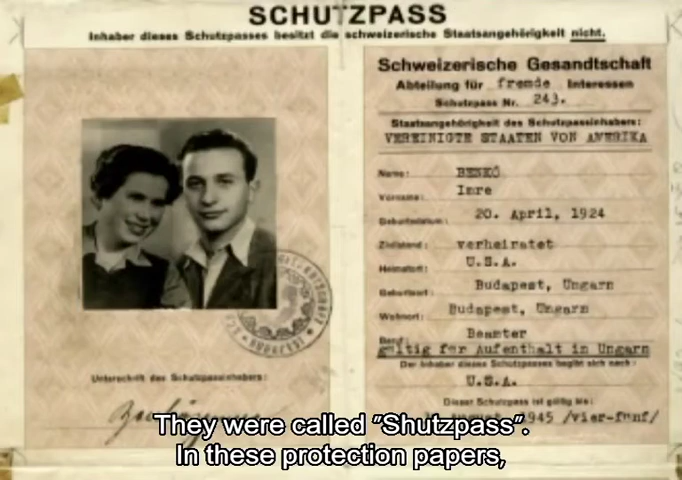 SCHUTZPASS
Inhaber dieses Schutzpasses besitzt die schweizerische Staatsangehörigkeit nicht.
Schweizerische Gesandtschaft
Abteilung für fremde Interessen
Schutzpass Nr. 243.
Staatsangehörigkeit des Schutzpassinhabers:
VEREINIGTE STAATEN VON AMERIKA
Name: BENKÖ
Vorname: Imre
Geburtsdatum: 20. April, 1924
Zivilstand: verheiratet
Heimatort: U.S.A.
Geburtsort: Budapest, Ungarn
Wohnort: Budapest, Ungarn
Beruf: Beamter
gültig for Aufenthalt in Ungarn
Der Inhaber dieses Schutzpasses begibt sich nach:
U.S.A.
Dieser Schutzpass ist gültig bis:
1945 /vier-fünf/
Unterschrift des Schutzpassinhabers:
They were called "Shutzpass".
In these protection papers,